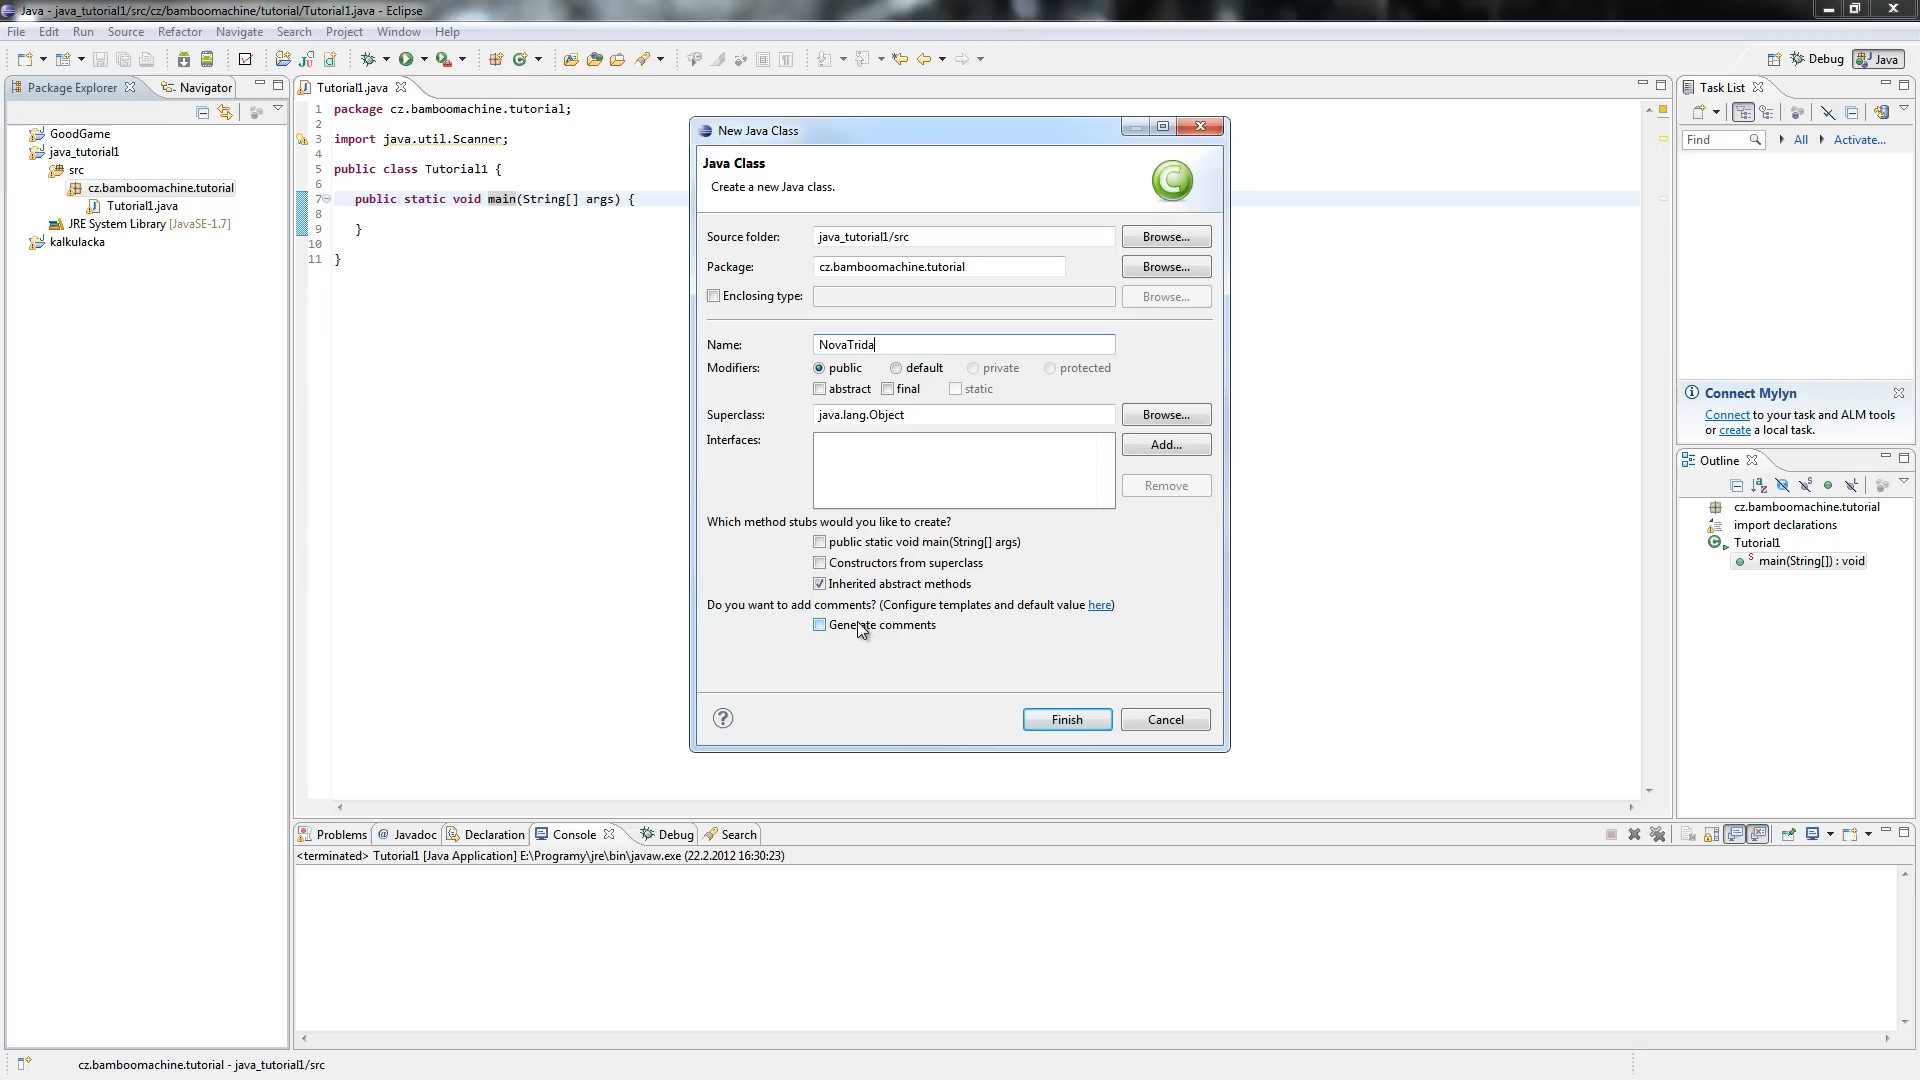 Java - java_tutorial1/src/cz/bamboomachine/tutorial/Tutorial1.java - Eclipse
File Edit Run Source Refactor Navigate Search Project Window Help
Debug Java
Package Explorer Navigator
GoodGame
java_tutorial1
src
cz.bamboomachine.tutorial
Tutorial1.java
JRE System Library [JavaSE-1.7]
kalkulacka
Tutorial1.java
1 package cz.bamboomachine.tutorial;
2
3 import java.util.Scanner;
4
5 public class Tutorial1 {
6
7 public static void main(String[] args) {
8
9 }
10
11 }
New Java Class
Java Class
Create a new Java class.
Source folder: java_tutorial1/src Browse...
Package: cz.bamboomachine.tutorial Browse...
Enclosing type: Browse...
Name: NovaTrida
Modifiers: public default private protected
abstract final static
Superclass: java.lang.Object Browse...
Interfaces: Add...
Remove
Which method stubs would you like to create?
public static void main(String[] args)
Constructors from superclass
Inherited abstract methods
Do you want to add comments? (Configure templates and default value here)
Generate comments
Finish Cancel
Task List
Find All Activate...
Connect Mylyn
Connect to your task and ALM tools
or create a local task.
Outline
cz.bamboomachine.tutorial
import declarations
Tutorial1
main(String[]) : void
Problems @ Javadoc Declaration Console Debug Search
<terminated> Tutorial1 [Java Application] E:\Programy\jre\bin\javaw.exe (22.2.2012 16:30:23)
cz.bamboomachine.tutorial - java_tutorial1/src